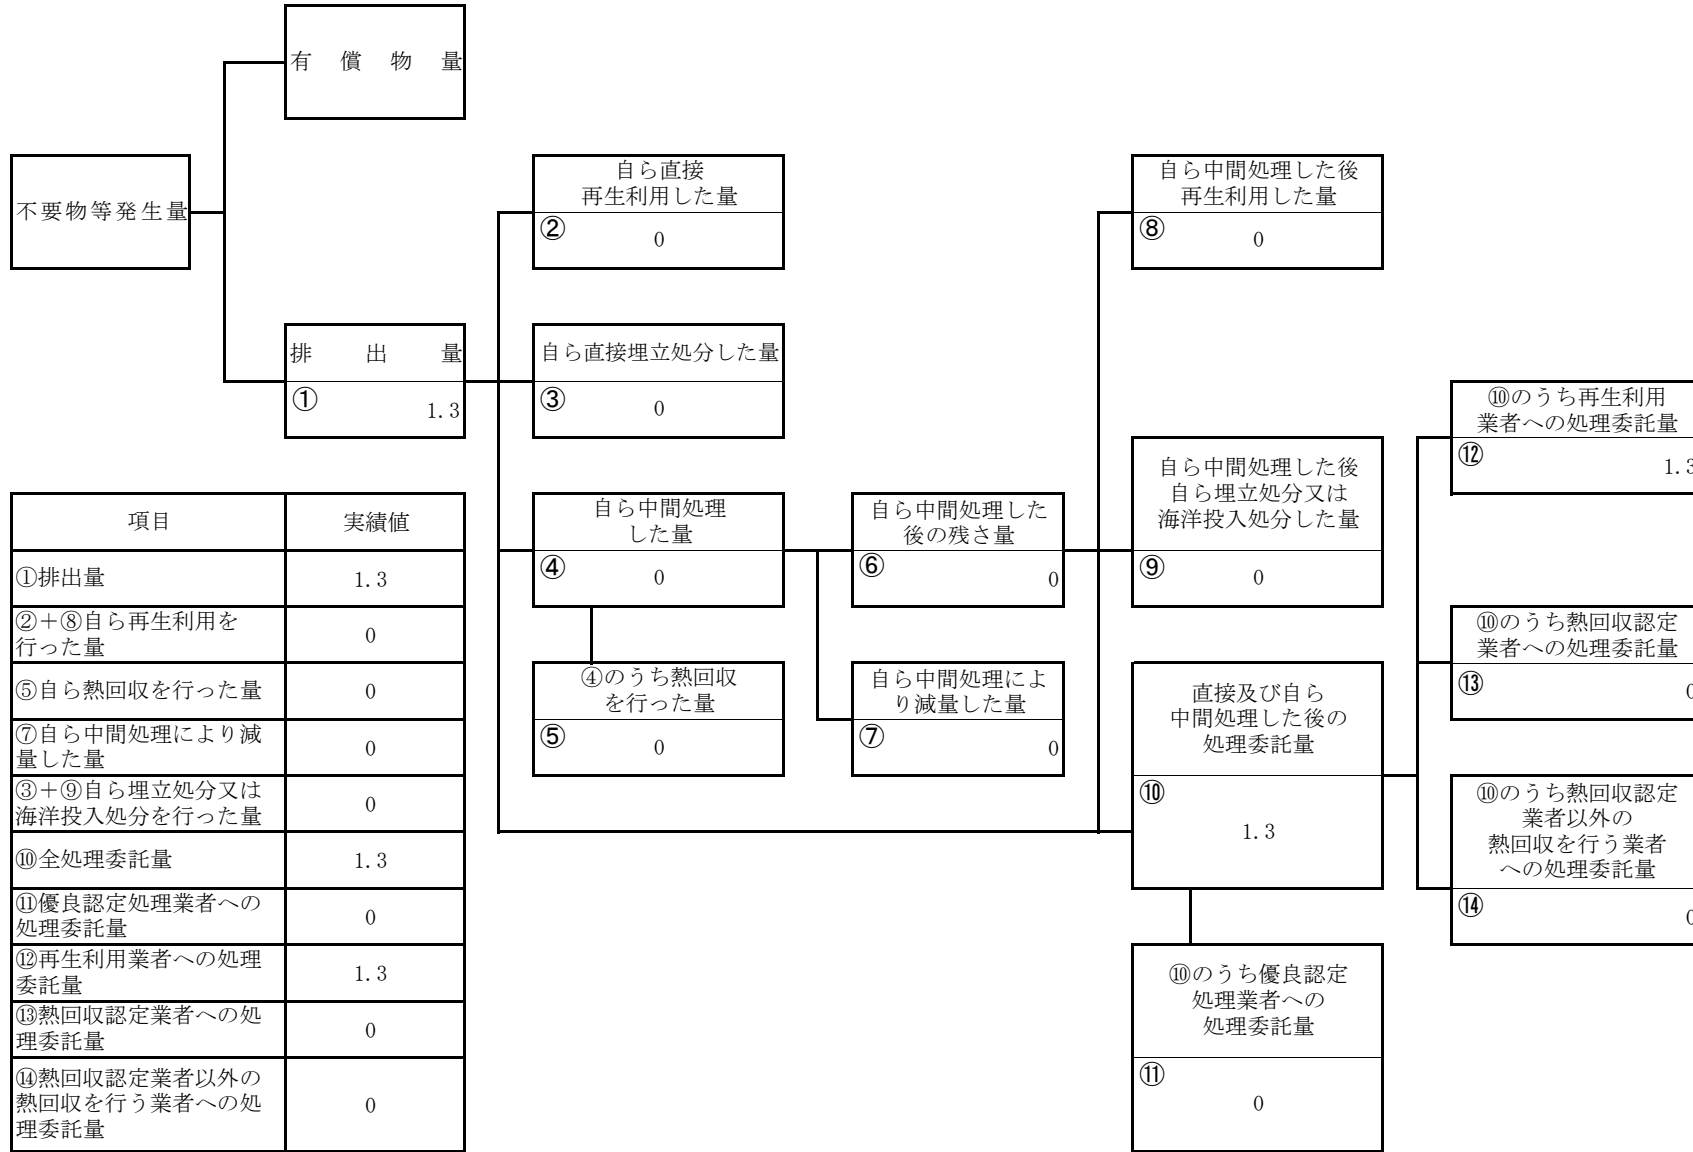 有償物量
不要物等発生量
排出量
① 1.3
自ら直接
再生利用した量
② 0
自ら直接埋立処分した量
③ 0
自ら中間処理
した量
④ 0
④のうち熱回収
を行った量
⑤ 0
自ら中間処理した
後の残さ量
⑥ 0
自ら中間処理によ
り減量した量
⑦ 0
自ら中間処理した後
再生利用した量
⑧ 0
自ら中間処理した後
自ら埋立処分又は
海洋投入処分した量
⑨ 0
直接及び自ら
中間処理した後の
処理委託量
⑩
1.3
⑩のうち優良認定
処理業者への
処理委託量
⑪
0
⑩のうち再生利用
業者への処理委託量
⑫ 1.3
⑩のうち熱回収認定
業者への処理委託量
⑬ 0
⑩のうち熱回収認定
業者以外の
熱回収を行う業者
への処理委託量
⑭ 0
項目 実績値
①排出量 1.3
②+⑧自ら再生利用を
行った量 0
⑤自ら熱回収を行った量 0
⑦自ら中間処理により減
量した量 0
③+⑨自ら埋立処分又は
海洋投入処分を行った量 0
⑩全処理委託量 1.3
⑪優良認定処理業者への
処理委託量 0
⑫再生利用業者への処理
委託量 1.3
⑬熱回収認定業者への処
理委託量 0
⑭熱回収認定業者以外の
熱回収を行う業者への処
理委託量 0